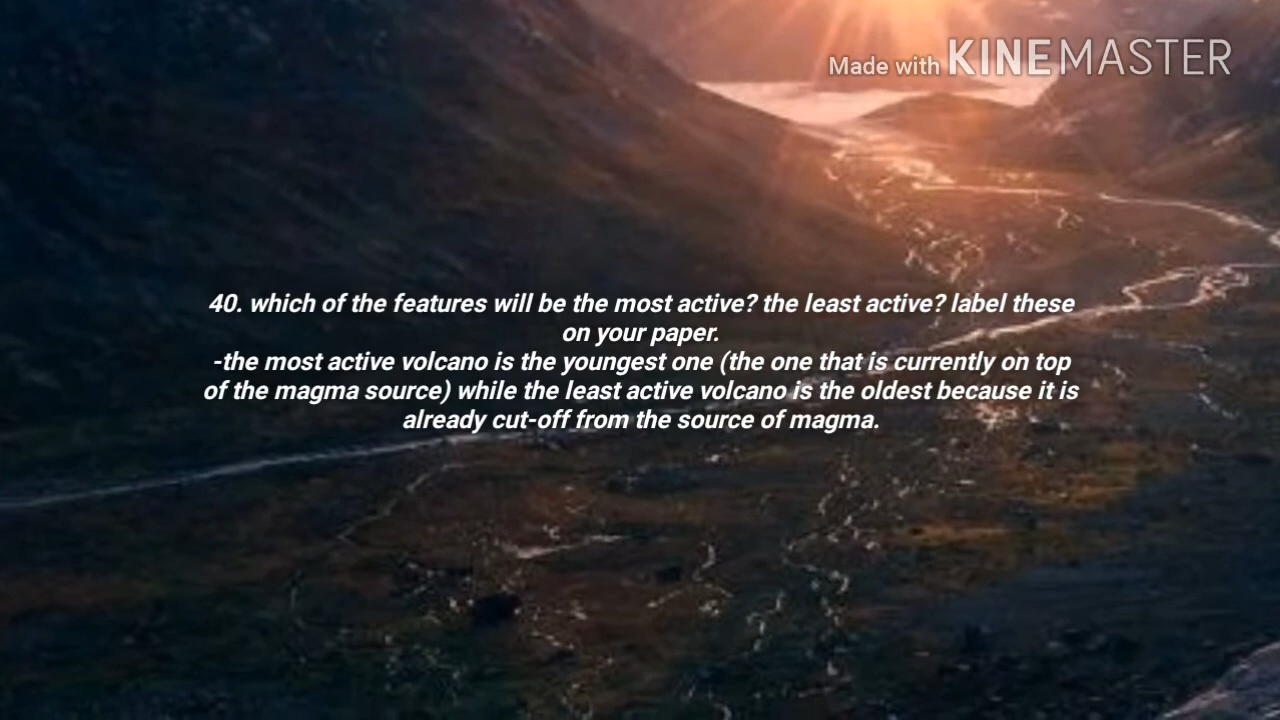 Made with KINEMASTER
40. which of the features will be the most active? the least active? label these
on your paper.
-the most active volcano is the youngest one (the one that is currently on top
of the magma source) while the least active volcano is the oldest because it is
already cut-off from the source of magma.